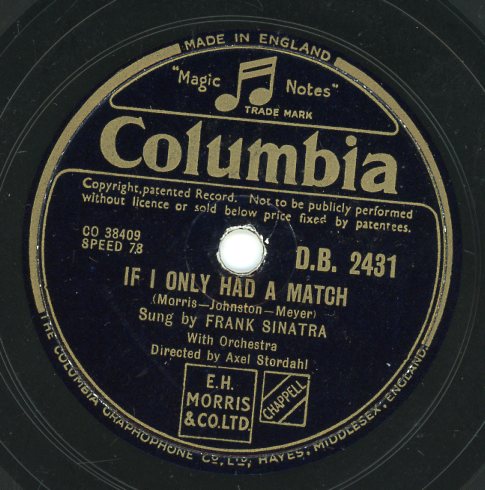 MADE IN ENGLAND
"Magic Notes"
TRADE MARK
Columbia
Copyright, patented Record. Not to be publicly performed
without licence or sold below price fixed by patentees.
CO 38409
SPEED 78
D.B. 2431
IF I ONLY HAD A MATCH
(Morris—Johnston—Meyer)
Sung by FRANK SINATRA
With Orchestra
Directed by Axel Stordahl
E.H.
MORRIS
& CO. LTD.
CHAPPELL
THE COLUMBIA GRAPHOPHONE CO., LTD., HAYES, MIDDLESEX, ENGLAND.